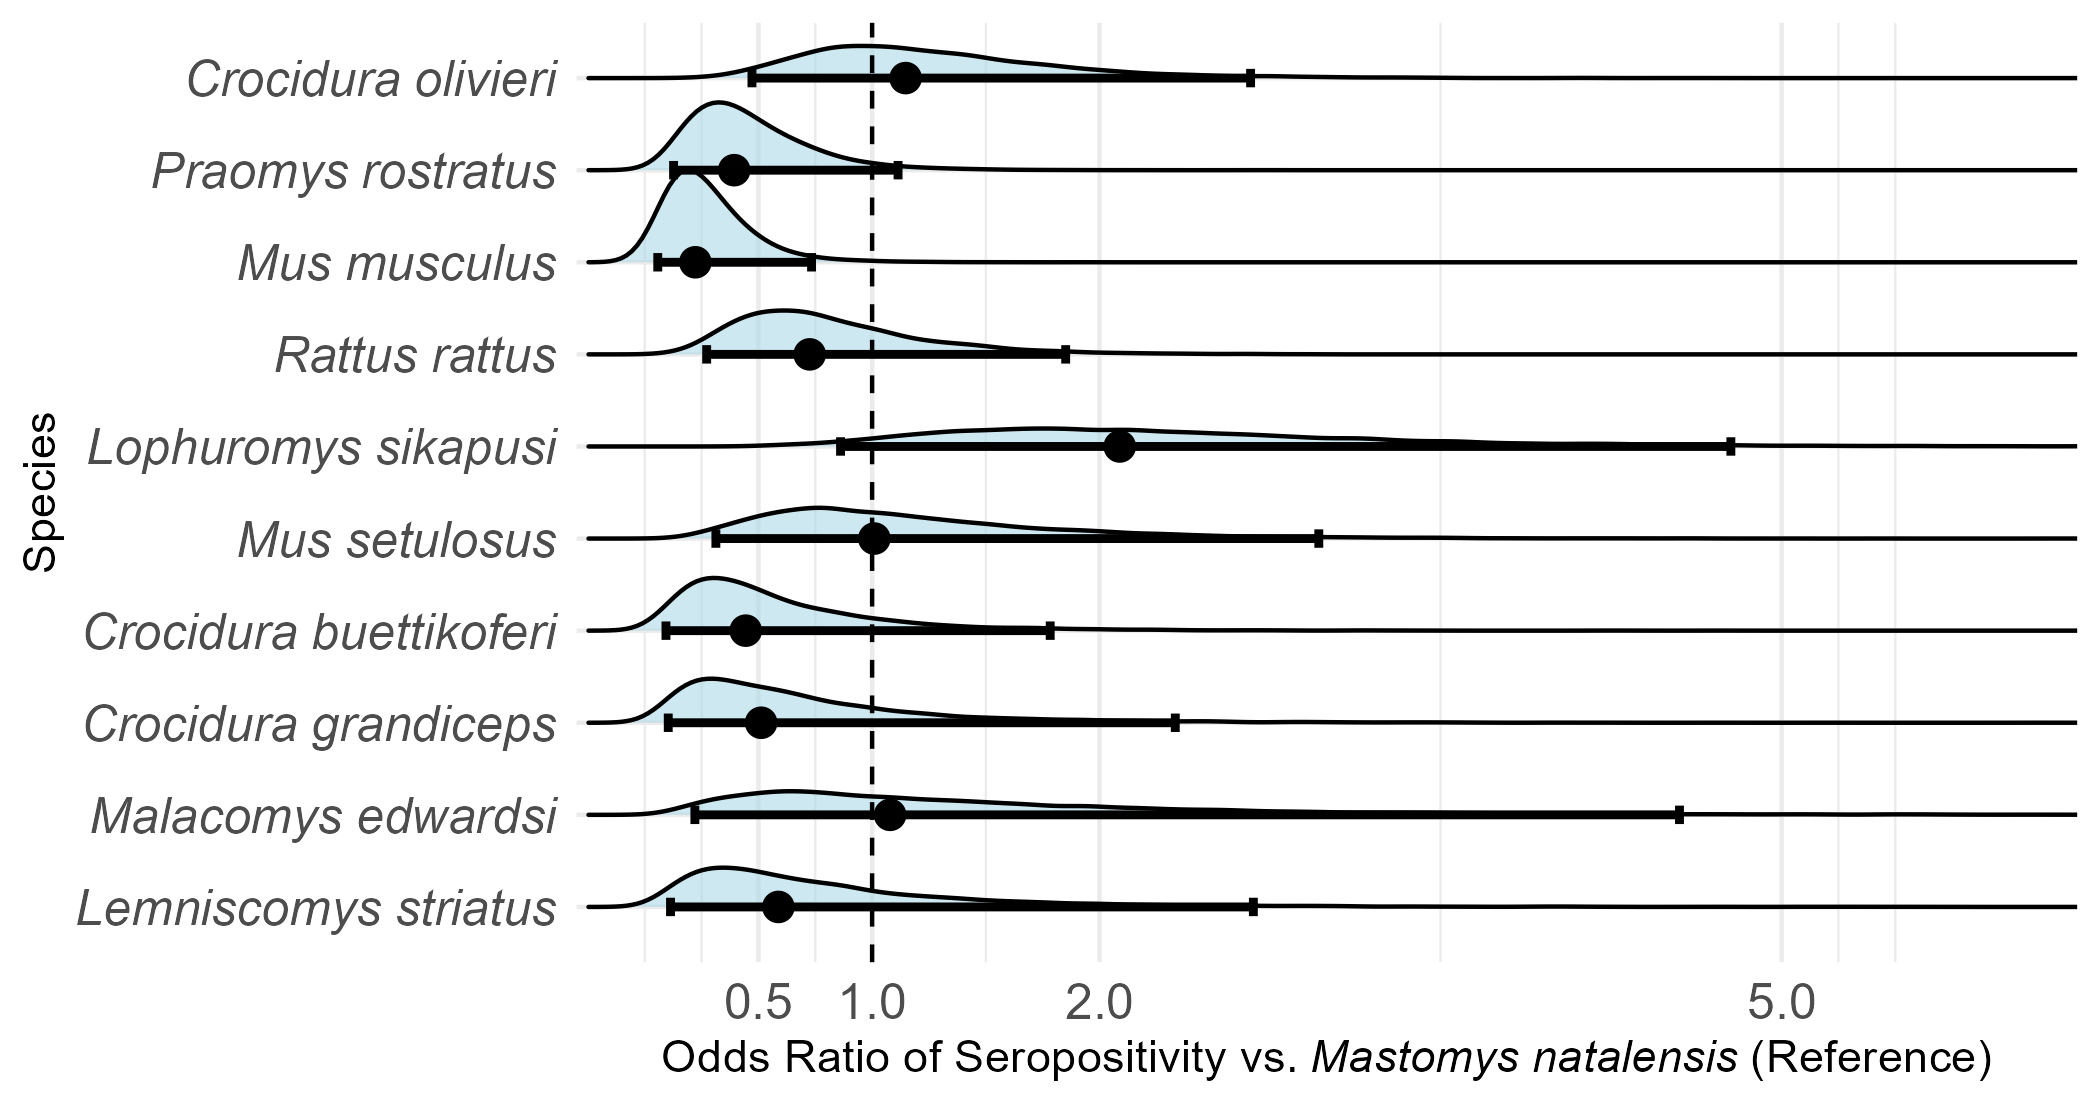 Crocidura olivieri
Praomys rostratus
Mus musculus
Rattus rattus
Lophuromys sikapusi
Mus setulosus
Crocidura buettikoferi
Crocidura grandiceps
Malacomys edwardsi
Lemniscomys striatus
Species
0.5 1.0 2.0 5.0
Odds Ratio of Seropositivity vs. Mastomys natalensis (Reference)